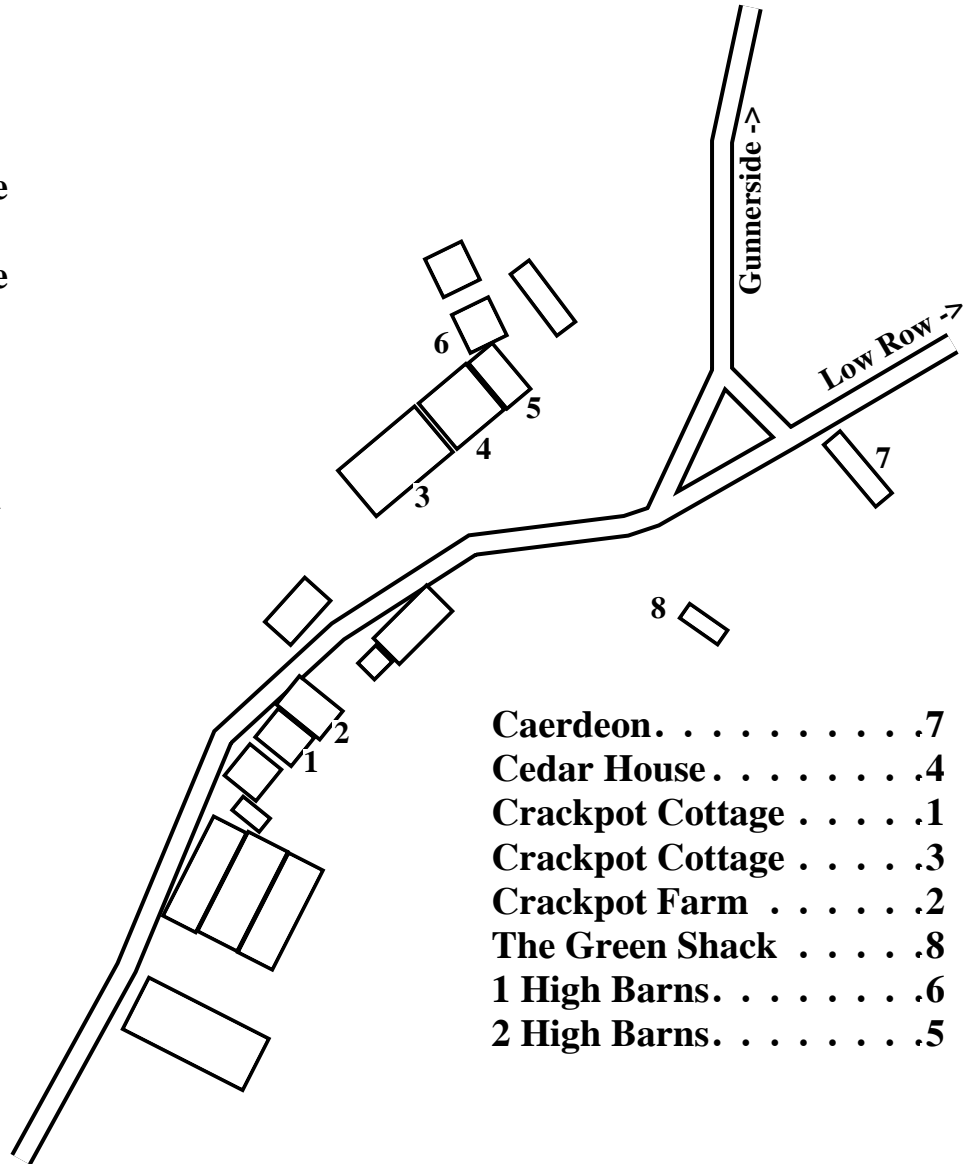 e
e
Gunnerside ->
Low Row ->
6
5
4
3
7
8
2
1
Caerdeon. . . . . . . . . . .7
Cedar House . . . . . . . .4
Crackpot Cottage . . . . .1
Crackpot Cottage . . . . .3
Crackpot Farm . . . . . .2
The Green Shack . . . . .8
1 High Barns. . . . . . . . .6
2 High Barns. . . . . . . . .5